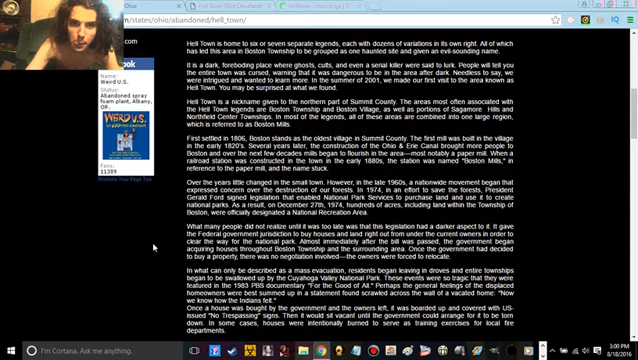 Ohio
/states/ohio/abandoned/hell_town/
.com
ook
Name:
Weird U.S.
Status:
Abandoned spray
foam plant, Albany,
OR.
WEIRD U.S.
Fans:
11389
Promote Your Page Too
Hell Town is home to six or seven separate legends, each with dozens of variations in its own right. All of which
has led this area in Boston Township to be grouped as one haunted site and given an evil-sounding name.
It is a dark, foreboding place where ghosts, cults, and even a serial killer were said to lurk. People will tell you
the entire town was cursed, warning that it was dangerous to be in the area after dark. Needless to say, we
were intrigued and wanted to learn more. In the summer of 2001, we made our first visit to the area known as
Hell Town. You may be surprised at what we found.
Hell Town is a nickname given to the northern part of Summit County. The areas most often associated with
the Hell Town legends are Boston Township and Boston Village, as well as portions of Sagamore Hills and
Northfield Center Townships. In most of the legends, all of these areas are combined into one large region,
which is referred to as Boston Mills.
First settled in 1806, Boston stands as the oldest village in Summit County. The first mill was built in the village
in the early 1820's. Several years later, the construction of the Ohio & Erie Canal brought more people to
Boston and over the next few decades mills began to flourish in the area—most notably a paper mill. When a
railroad station was constructed in the town in the early 1880s, the station was named "Boston Mills," in
reference to the paper mill, and the name stuck.
Over the years little changed in the small town. However, in the late 1960s, a nationwide movement began that
expressed concern over the destruction of our forests. In 1974, in an effort to save the forests, President
Gerald Ford signed legislation that enabled National Park Services to purchase land and use it to create
national parks. As a result, on December 27th, 1974, hundreds of acres, including land within the Township of
Boston, were officially designated a National Recreation Area.
What many people did not realize until it was too late was that this legislation had a darker aspect to it. It gave
the Federal government jurisdiction to buy houses and land right out from under the current owners in order to
clear the way for the national park. Almost immediately after the bill was passed, the government began
acquiring houses throughout Boston Township and the surrounding area. Once the government had decided
to buy a property, there was no negotiation involved—the owners were forced to relocate.
In what can only be described as a mass evacuation, residents began leaving in droves and entire townships
began to be swallowed up by the Cuyahoga Valley National Park. These events were so tragic that they were
featured in the 1983 PBS documentary "For the Good of All." Perhaps the general feelings of the displaced
homeowners were best summed up in a statement found scrawled across the wall of a vacated home: "Now
we know how the Indians felt."
Once a house was bought by the government and the owners left, it was boarded up and covered with US-
issued "No Trespassing" signs. Then it would sit vacant until the government could arrange for it to be torn
down. In some cases, houses were intentionally burned to serve as training exercises for local fire
departments.
I'm Cortana. Ask me anything.
3:00 PM
8/18/2016